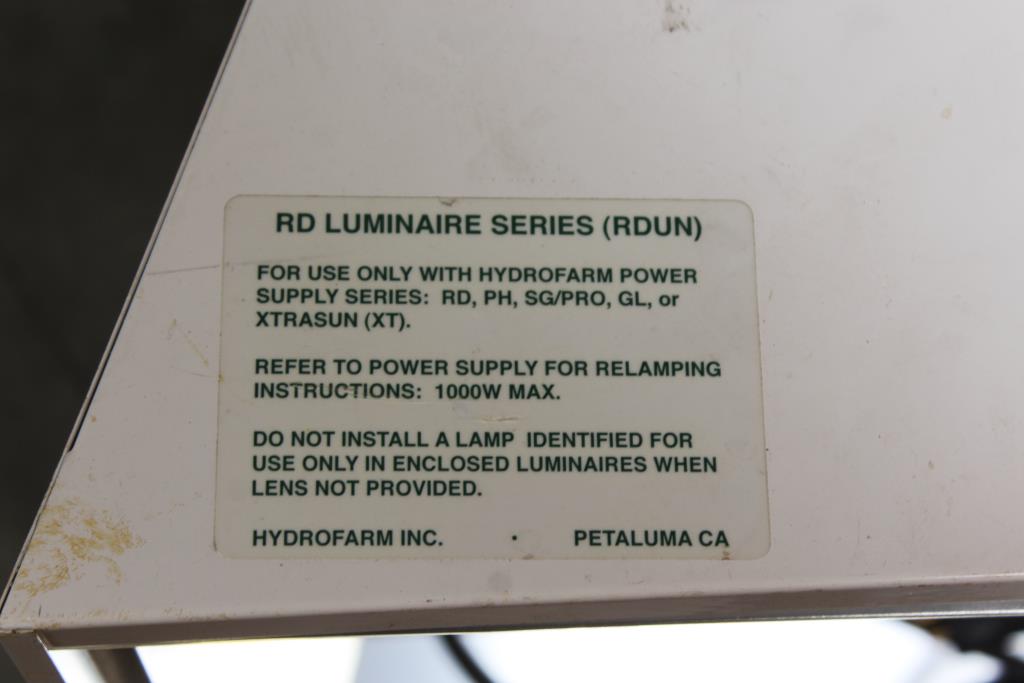 RD LUMINAIRE SERIES (RDUN)
FOR USE ONLY WITH HYDROFARM POWER
SUPPLY SERIES: RD, PH, SG/PRO, GL, or
XTRASUN (XT).
REFER TO POWER SUPPLY FOR RELAMPING
INSTRUCTIONS: 1000W MAX.
DO NOT INSTALL A LAMP IDENTIFIED FOR
USE ONLY IN ENCLOSED LUMINAIRES WHEN
LENS NOT PROVIDED.
HYDROFARM INC. · PETALUMA CA